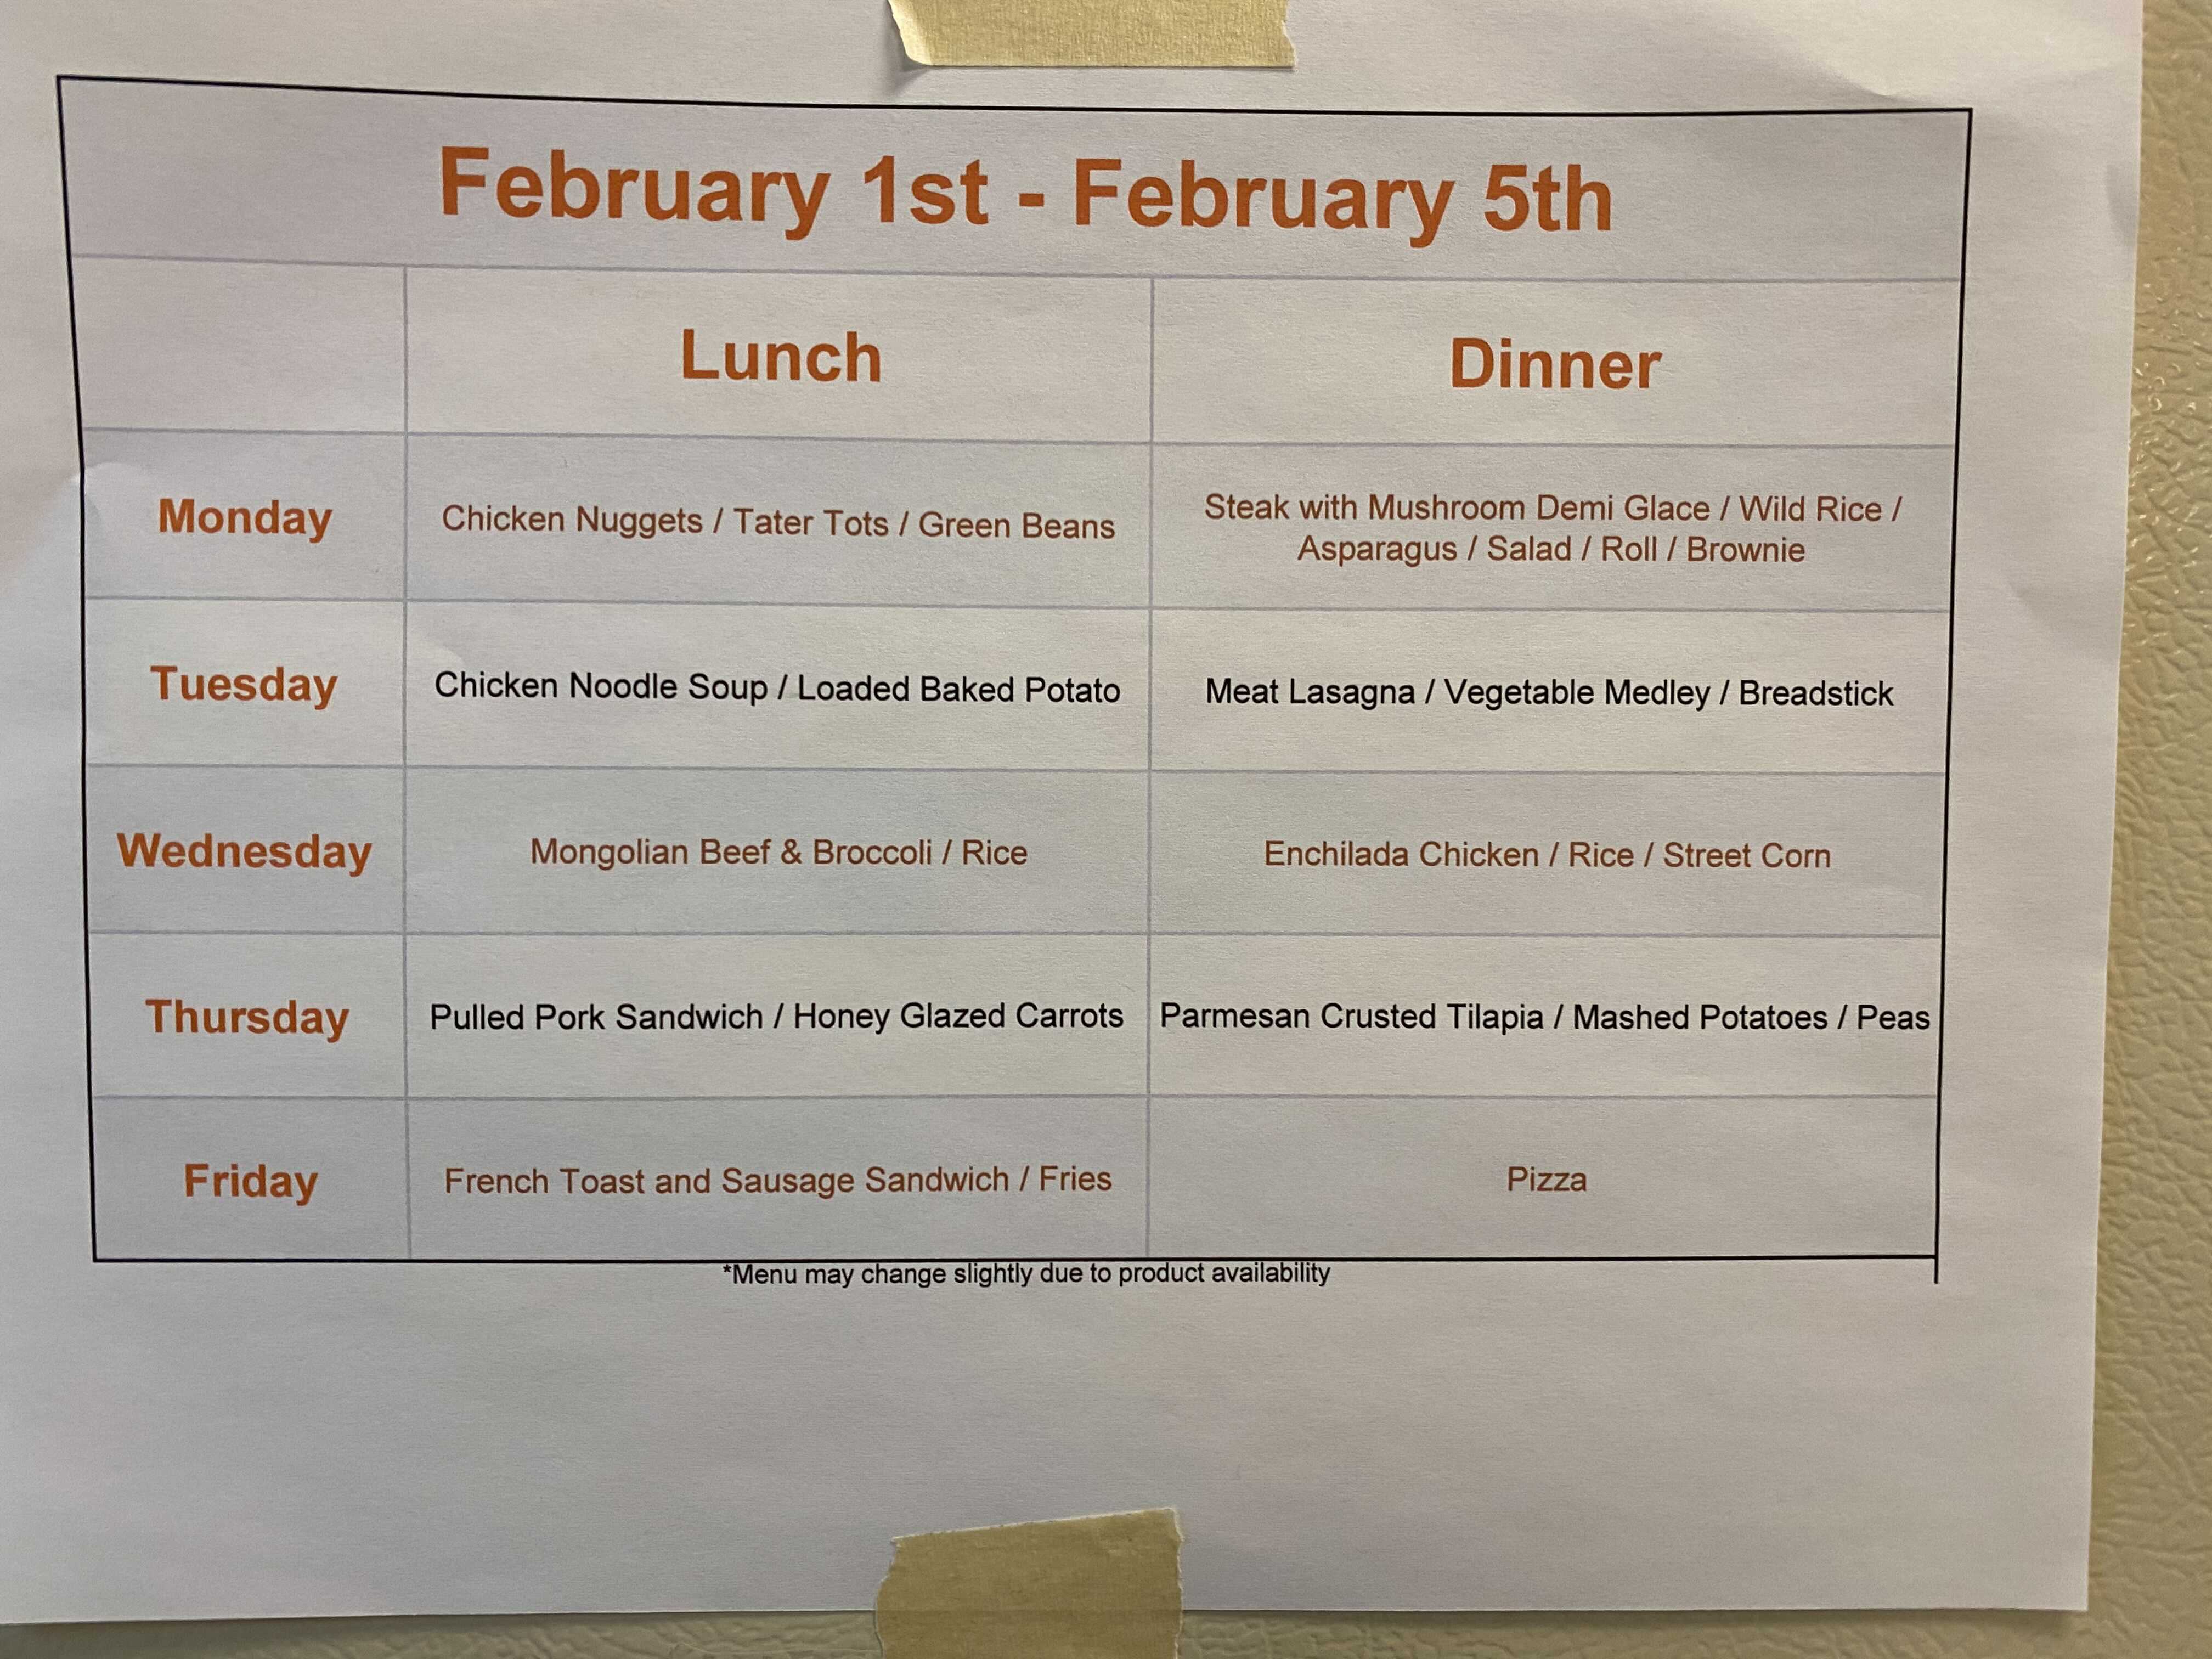 February 1st - February 5th
Lunch
Dinner
Monday
Chicken Nuggets / Tater Tots / Green Beans
Steak with Mushroom Demi Glace / Wild Rice /
Asparagus / Salad / Roll / Brownie
Tuesday
Chicken Noodle Soup / Loaded Baked Potato
Meat Lasagna / Vegetable Medley / Breadstick
Wednesday
Mongolian Beef & Broccoli / Rice
Enchilada Chicken / Rice / Street Corn
Thursday
Pulled Pork Sandwich / Honey Glazed Carrots
Parmesan Crusted Tilapia / Mashed Potatoes / Peas
Friday
French Toast and Sausage Sandwich / Fries
Pizza
*Menu may change slightly due to product availability